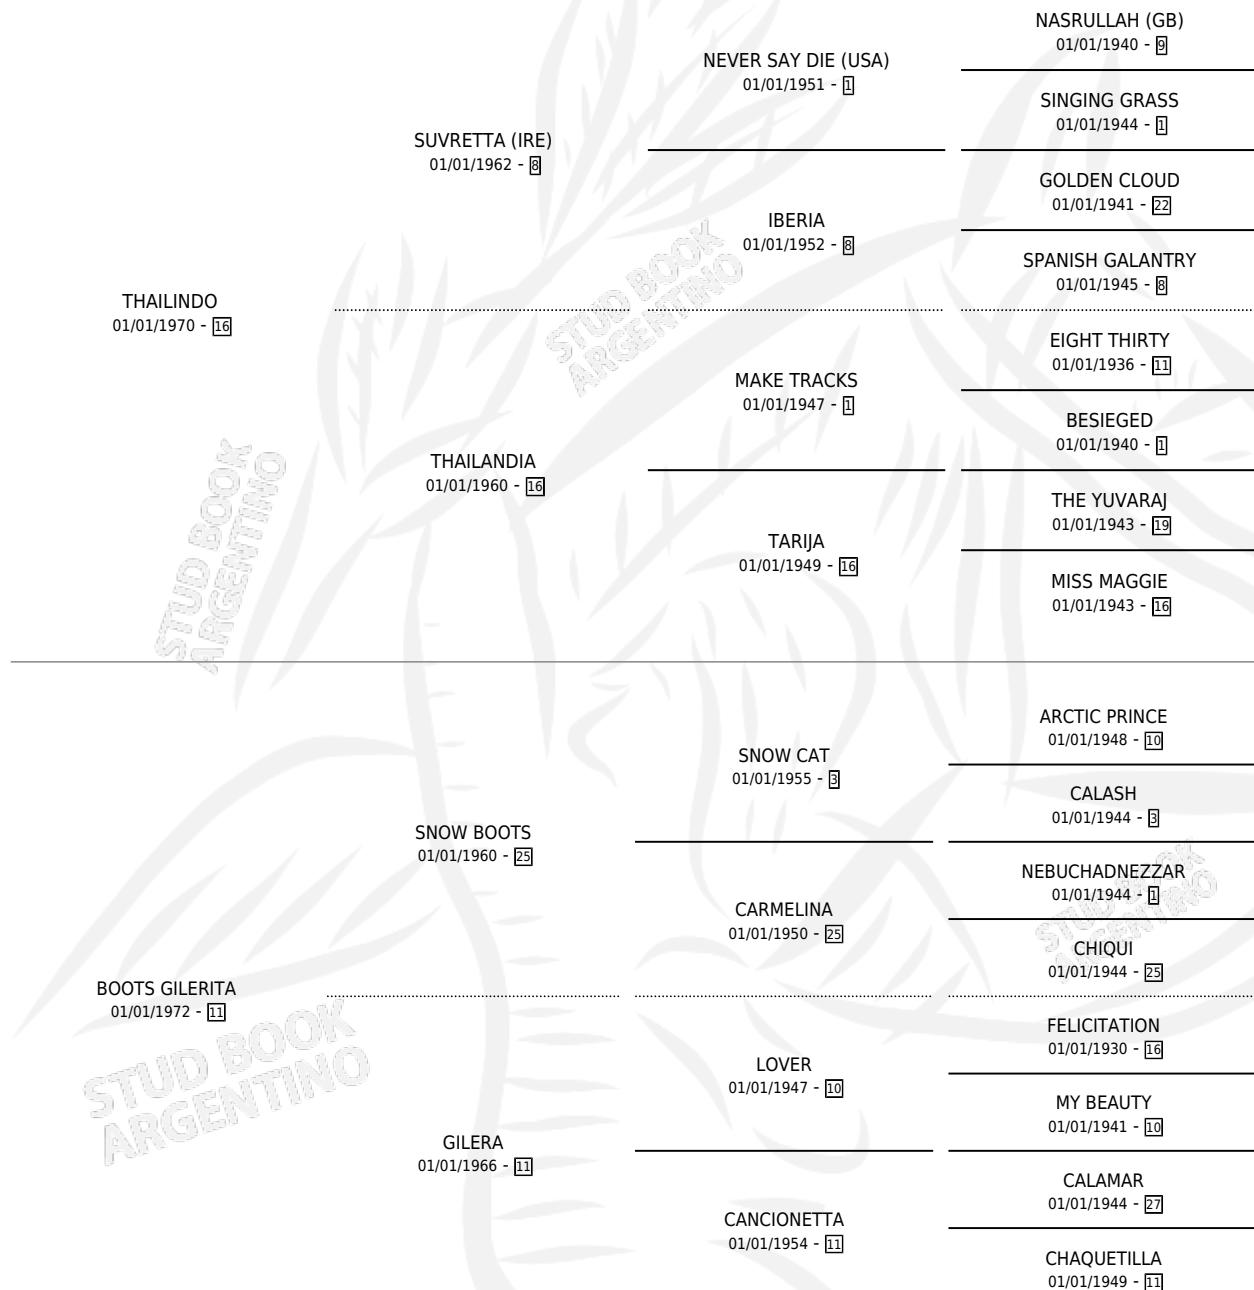 NASRULLAH (GB)
01/01/1940 - 9
NEVER SAY DIE (USA)
01/01/1951 - 1
SINGING GRASS
01/01/1944 - 1
SUVRETTA (IRE)
01/01/1962 - 8
GOLDEN CLOUD
01/01/1941 - 22
IBERIA
01/01/1952 - 8
SPANISH GALANTRY
01/01/1945 - 8
THAILINDO
01/01/1970 - 16
EIGHT THIRTY
01/01/1936 - 11
MAKE TRACKS
01/01/1947 - 1
BESIEGED
01/01/1940 - 1
THAILANDIA
01/01/1960 - 16
THE YUVARAJ
01/01/1943 - 19
TARIJA
01/01/1949 - 16
MISS MAGGIE
01/01/1943 - 16
STUD BOOK
ARGENTINO
STUD BOOK
ARGENTINO
ARCTIC PRINCE
01/01/1948 - 10
SNOW CAT
01/01/1955 - 3
CALASH
01/01/1944 - 3
SNOW BOOTS
01/01/1960 - 25
NEBUCHADNEZZAR
01/01/1944 - 1
CARMELINA
01/01/1950 - 25
CHIQUI
01/01/1944 - 25
BOOTS GILERITA
01/01/1972 - 11
FELICITATION
01/01/1930 - 16
LOVER
01/01/1947 - 10
MY BEAUTY
01/01/1941 - 10
GILERA
01/01/1966 - 11
CALAMAR
01/01/1944 - 27
CANCIONETTA
01/01/1954 - 11
CHAQUETILLA
01/01/1949 - 11
STUD BOOK
ARGENTINO
STUD BOOK
ARGENTINO